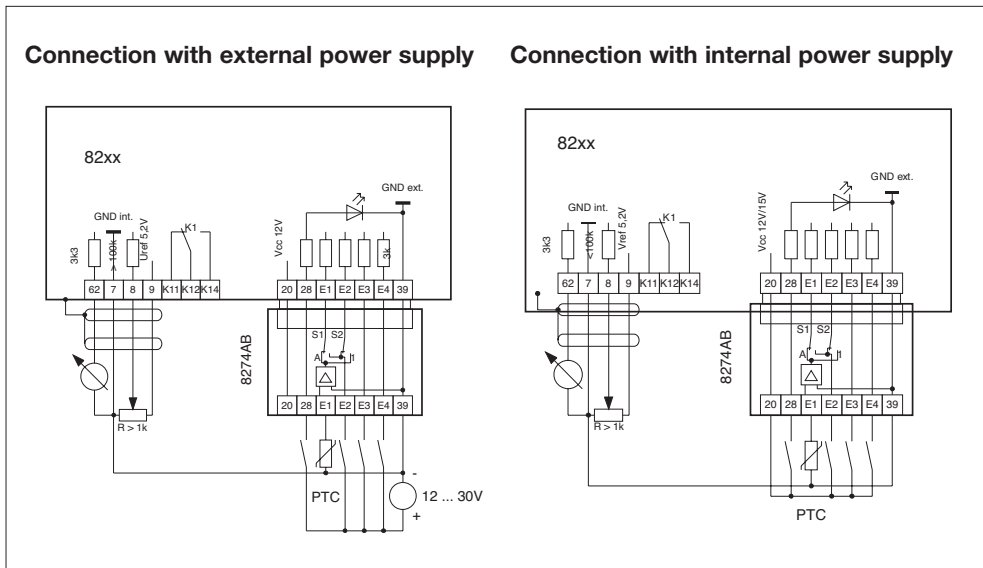 Connection with external power supply
82xx
GND ext.
GND int.
3k3
>100k
Uref 5,2V
K1
Vcc 12V
3k
62 7 8 9 K11 K12 K14
20 28 E1 E2 E3 E4 39
8274AB
S1 S2
A 1
20 28 E1 E2 E3 E4 39
R > 1k
PTC
-
12 ... 30V
+
Connection with internal power supply
82xx
GND ext.
GND int.
3k3
<100k
Vref 5,2V
K1
Vcc 12V/15V
62 7 8 9 K11 K12 K14
20 28 E1 E2 E3 E4 39
8274AB
S1 S2
A 1
20 28 E1 E2 E3 E4 39
R > 1k
PTC